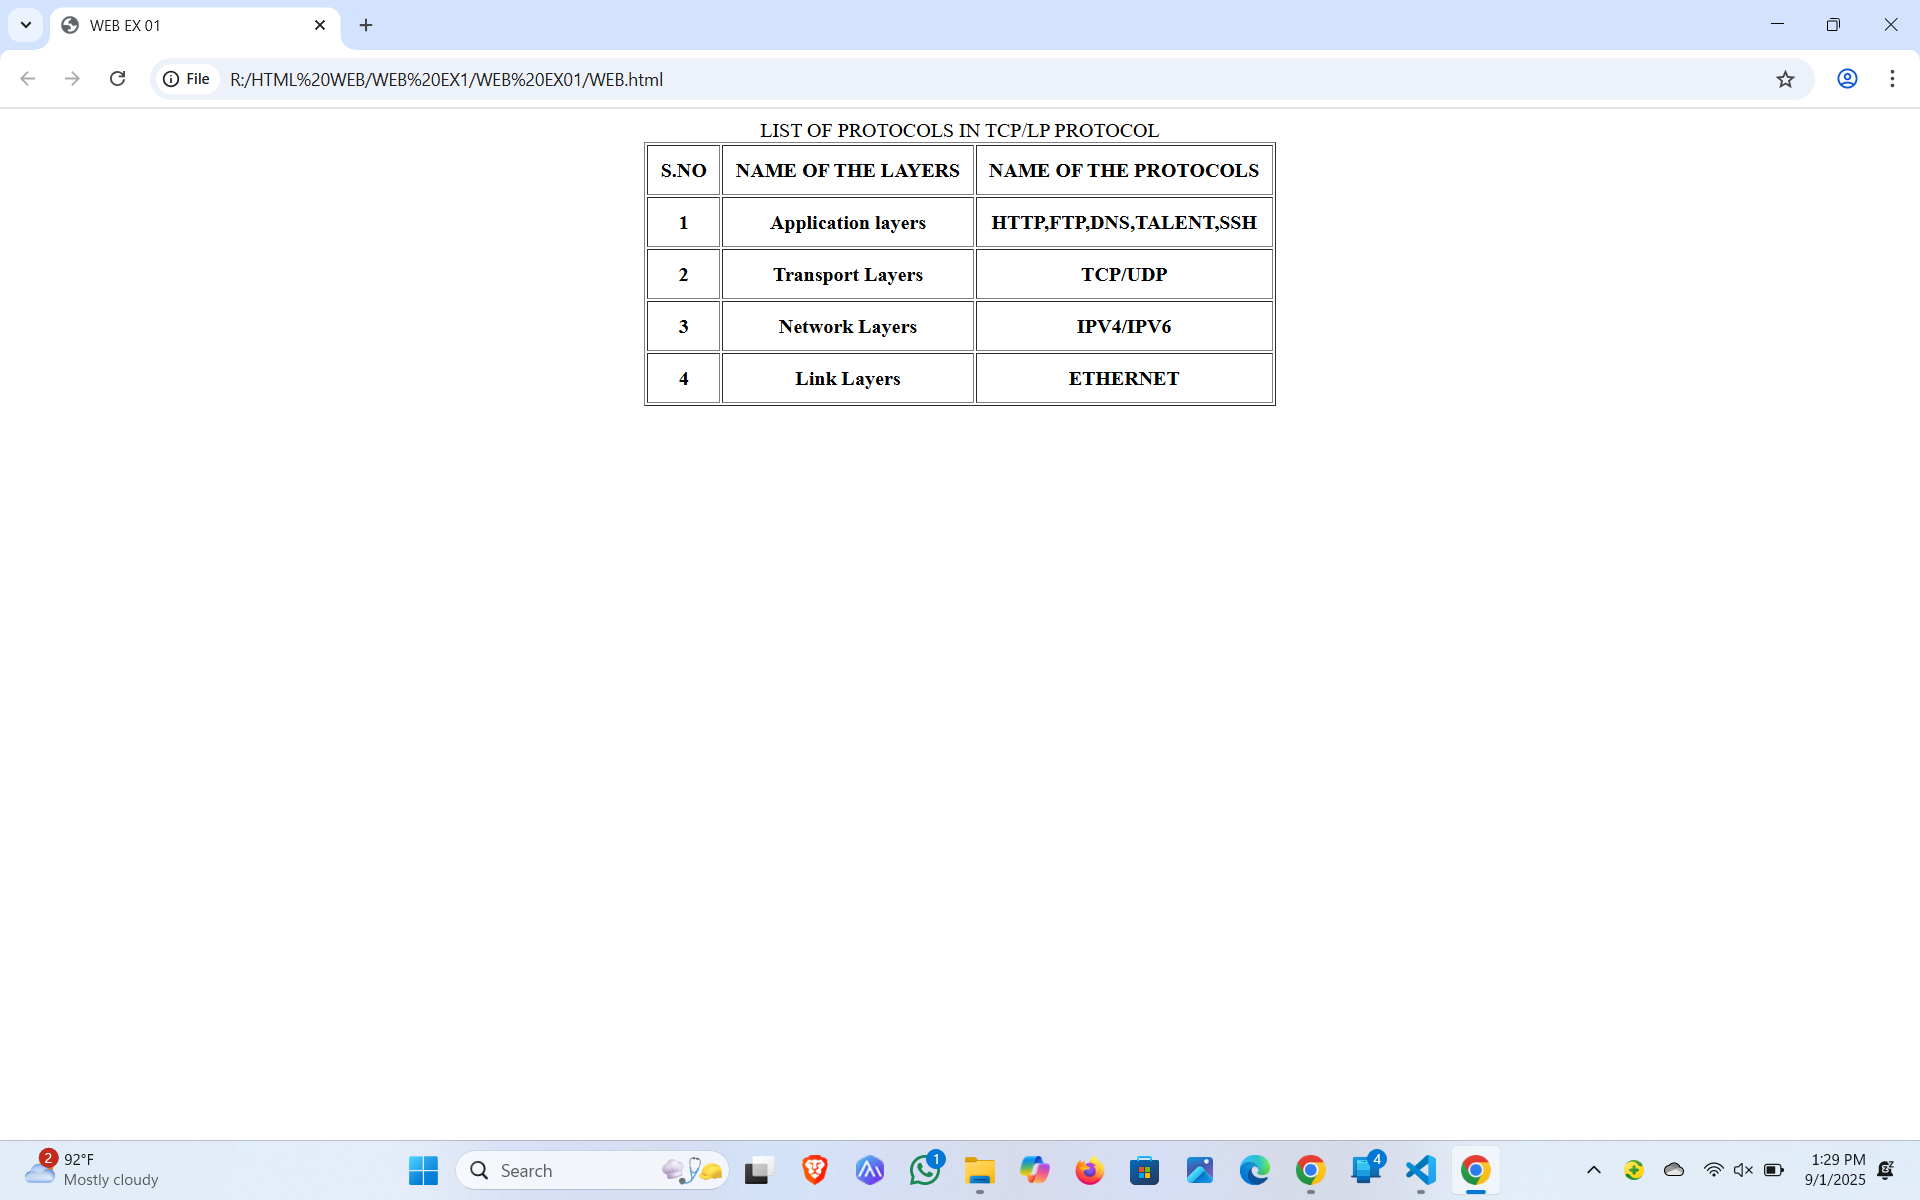 WEB EX 01
File R:/HTML%20WEB/WEB%20EX1/WEB%20EX01/WEB.html
LIST OF PROTOCOLS IN TCP/LP PROTOCOL
S.NO NAME OF THE LAYERS NAME OF THE PROTOCOLS
1 Application layers HTTP,FTP,DNS,TALENT,SSH
2 Transport Layers TCP/UDP
3 Network Layers IPV4/IPV6
4 Link Layers ETHERNET
2 92°F
Mostly cloudy
Search
1
4
1:29 PM
9/1/2025